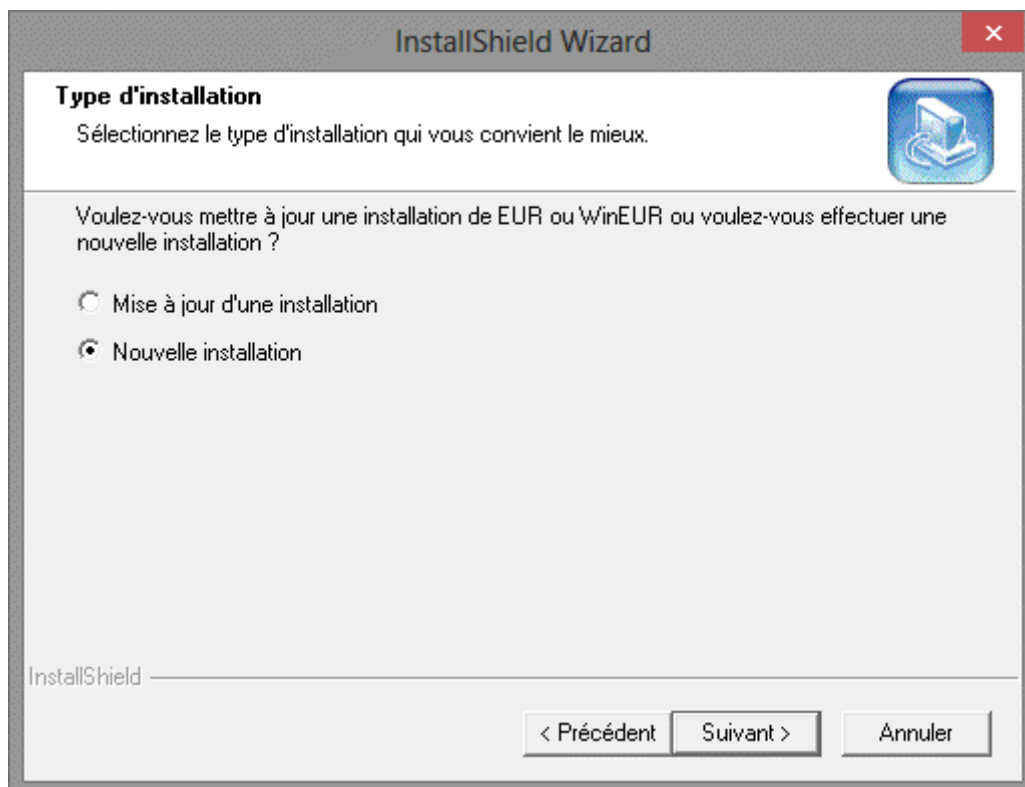 InstallShield Wizard
Type d'installation
Sélectionnez le type d'installation qui vous convient le mieux.
Voulez-vous mettre à jour une installation de EUR ou WinEUR ou voulez-vous effectuer une
nouvelle installation ?
Mise à jour d'une installation
Nouvelle installation
InstallShield
< Précédent Suivant > Annuler